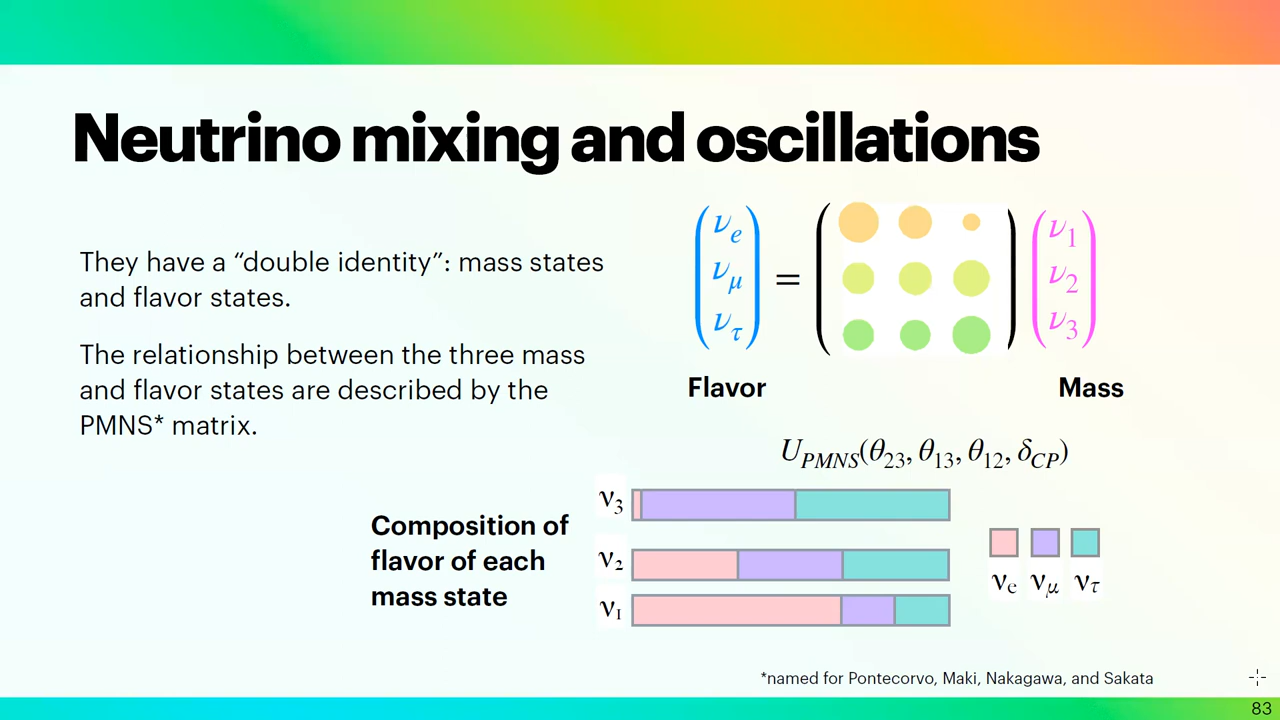 Neutrino mixing and oscillations
They have a “double identity”: mass states
and flavor states.
The relationship between the three mass
and flavor states are described by the
PMNS* matrix.
νe
νμ
ντ
=
ν1
ν2
ν3
Flavor
Mass
U_PMNS(θ23, θ13, θ12, δCP)
Composition of
flavor of each
mass state
ν3
ν2
ν1
νe νμ ντ
*named for Pontecorvo, Maki, Nakagawa, and Sakata
83